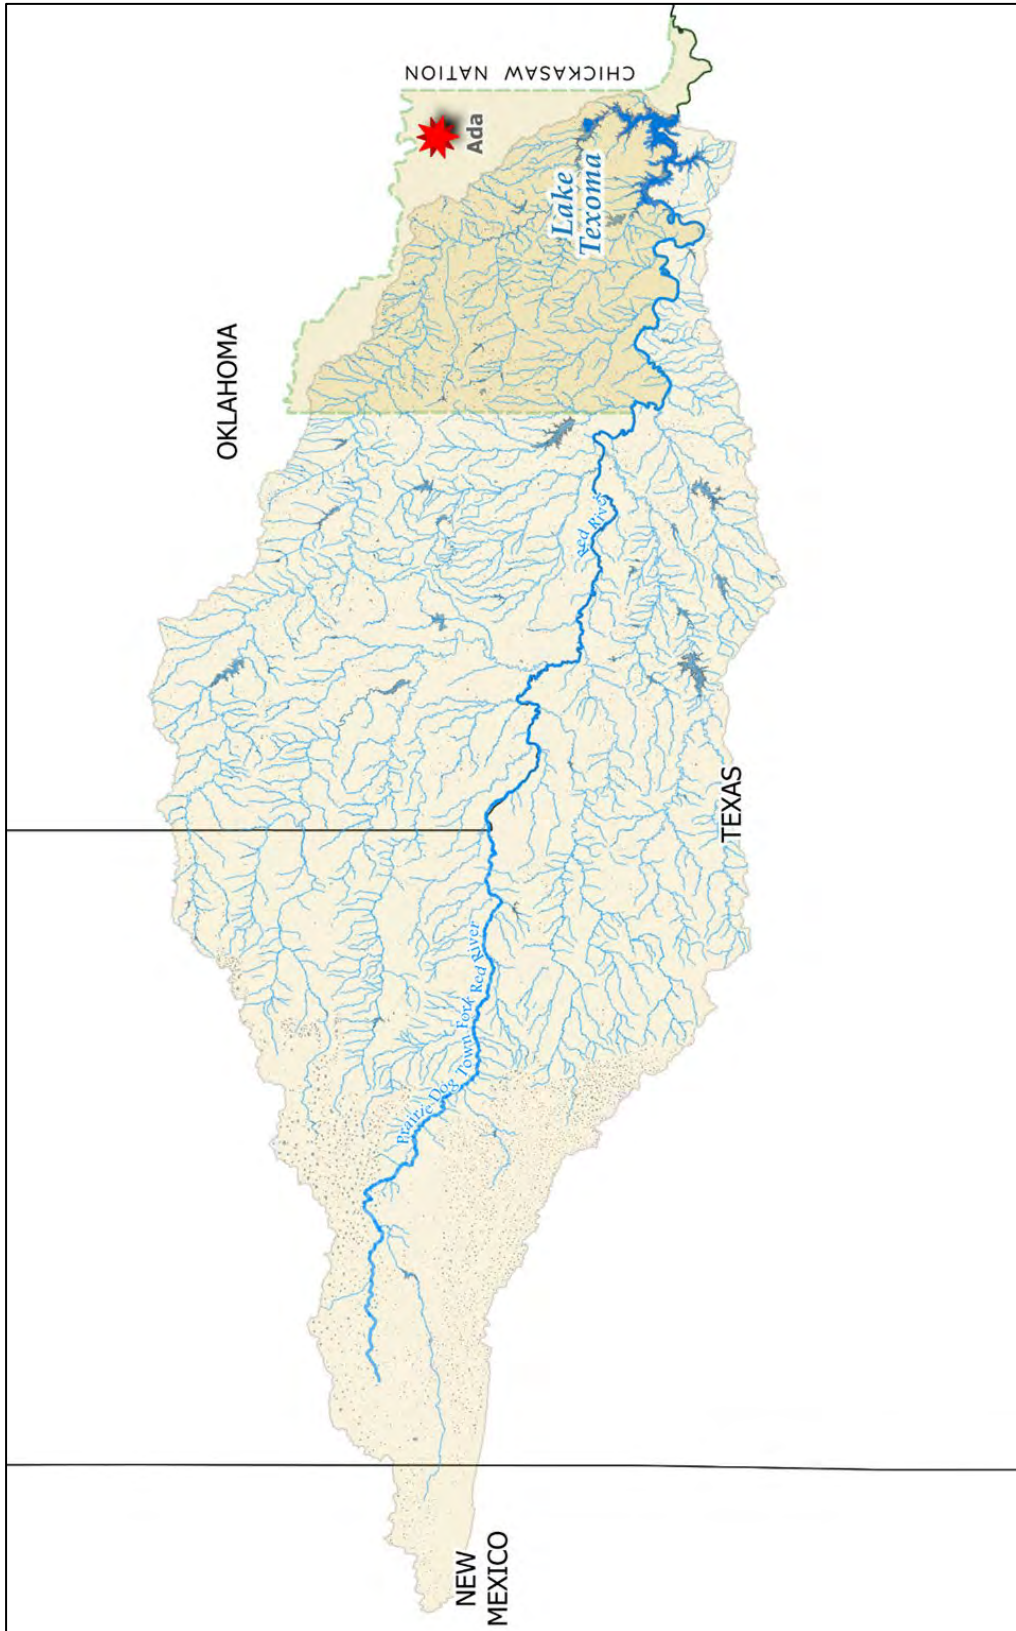 CHICKASAW NATION
Ada
Lake
Texoma
OKLAHOMA
Red River
TEXAS
Prairie Dog Town Fork Red River
NEW
MEXICO